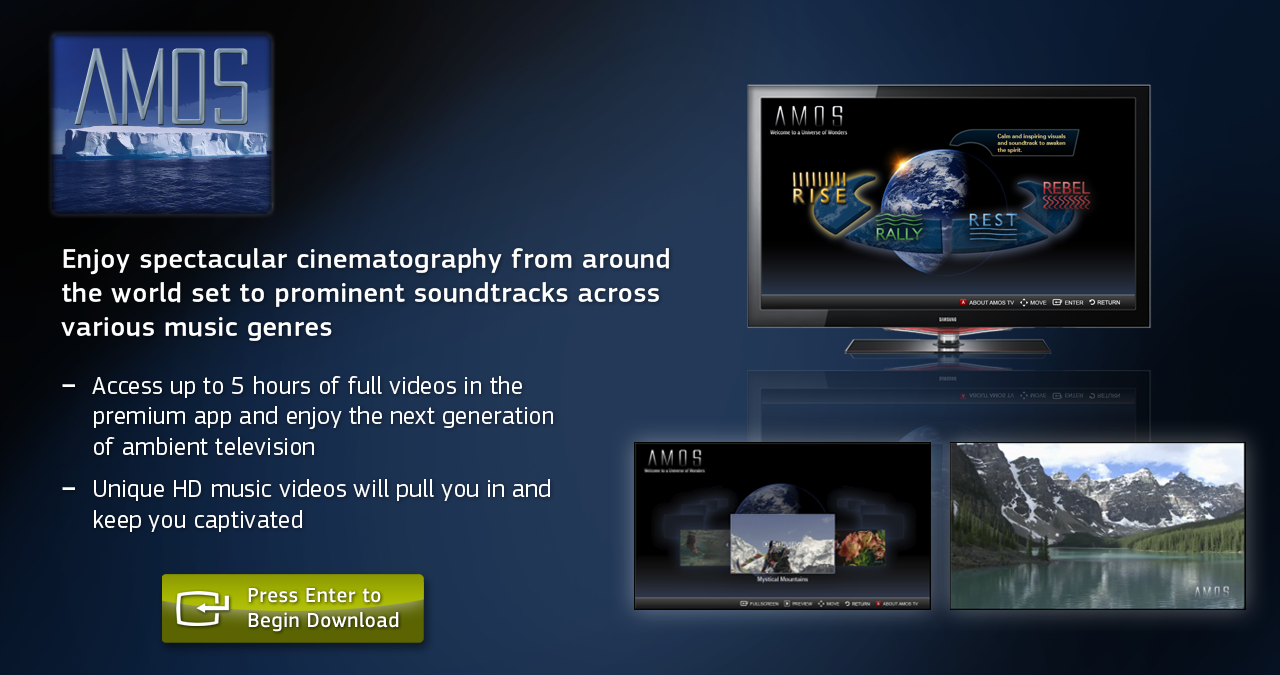 AMOS
Enjoy spectacular cinematography from around
the world set to prominent soundtracks across
various music genres
– Access up to 5 hours of full videos in the
premium app and enjoy the next generation
of ambient television
– Unique HD music videos will pull you in and
keep you captivated
Press Enter to
Begin Download
AMOS
Welcome to a Universe of Wonders
Calm and inspiring visuals
and soundtrack to awaken
the spirit.
RISE
RALLY
REST
REBEL
A ABOUT AMOS TV MOVE ENTER RETURN
SAMSUNG
AMOS
Welcome to a Universe of Wonders
Mystical Mountains
FULLSCREEN PREVIEW MOVE RETURN A ABOUT AMOS TV
AMOS